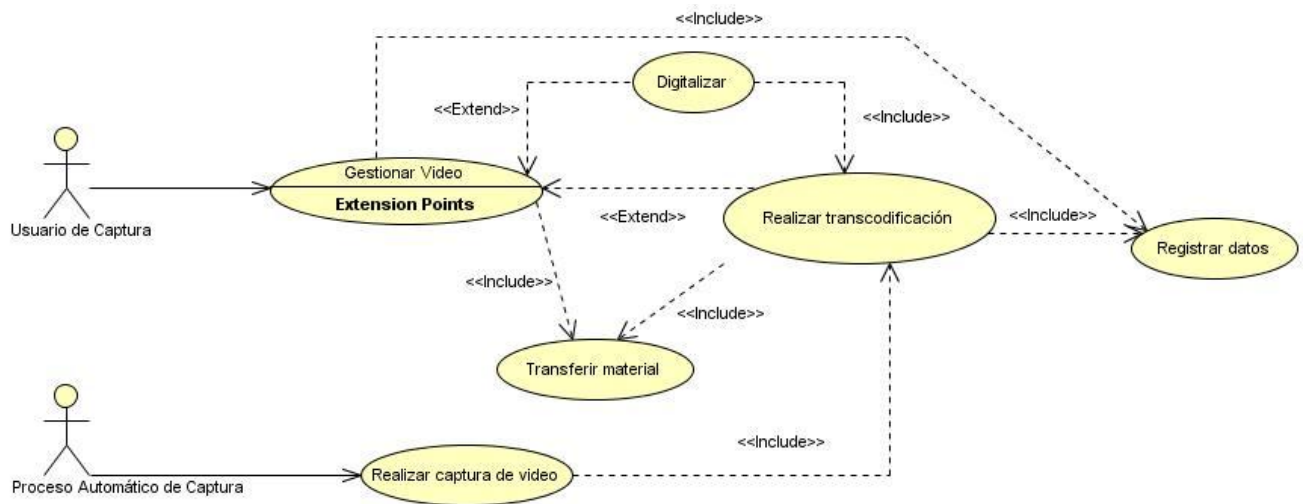 <<Include>>
Digitalizar
<<Extend>>
<<Include>>
Gestionar Video
Extension Points
Usuario de Captura
<<Extend>>
Realizar transcodificación
<<Include>>
Registrar datos
<<Include>>
<<Include>>
Transferir material
Proceso Automático de Captura
Realizar captura de video
<<Include>>